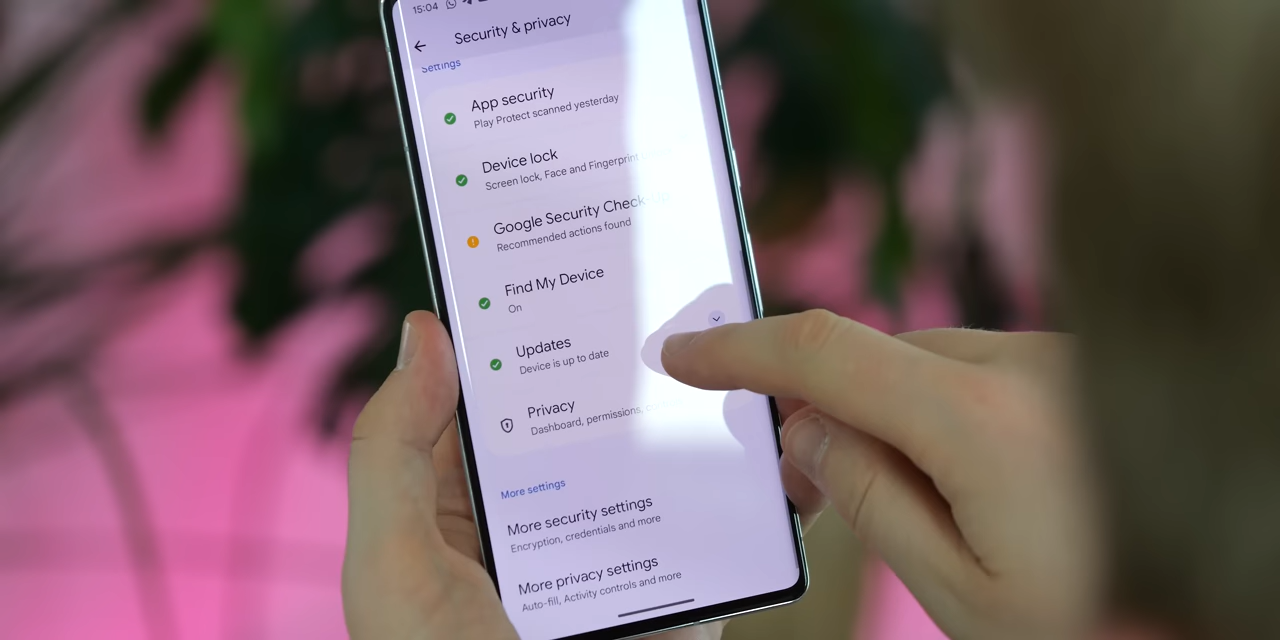 15:04
Security & privacy
Settings
App security
Play Protect scanned yesterday
Device lock
Screen lock, Face and Fingerprint
Google Security Check-
Recommended actions found
Find My Device
On
Updates
Device is up to date
Privacy
Dashboard, permissions,
More settings
More security settings
Encryption, credentials and more
More privacy settings
Auto-fill, Activity controls and more